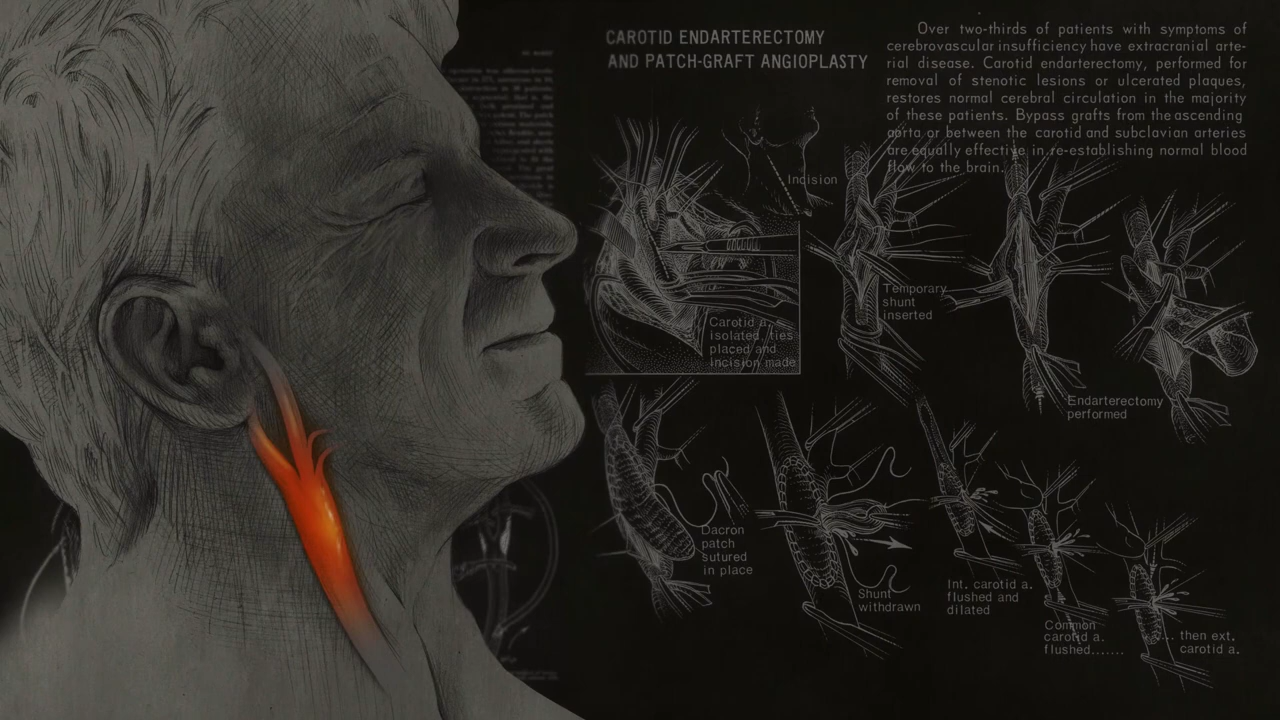 CAROTID ENDARTERECTOMY
AND PATCH-GRAFT ANGIOPLASTY
Over two-thirds of patients with symptoms of
cerebrovascular insufficiency have extracranial arte-
rial disease. Carotid endarterectomy, performed for
removal of stenotic lesions or ulcerated plaques,
restores normal cerebral circulation in the majority
of these patients. Bypass grafts from the ascending
aorta or between the carotid and subclavian arteries
are equally effective in re-establishing normal blood
flow to the brain.
Incision
Carotid a.
isolated, ties
placed and
incision made
Temporary
shunt
inserted
Endarterectomy
performed
Dacron
patch
sutured
in place
Shunt
withdrawn
Int. carotid a.
flushed and
dilated
Common
carotid a.
flushed.......
... then ext.
carotid a.